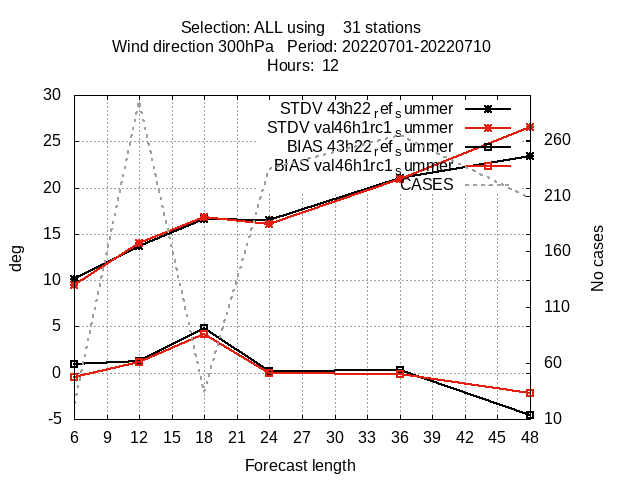 Selection: ALL using    31 stations
Wind direction 300hPa   Period: 20220701-20220710
Hours:  12
STDV 43h22_ref_summer
STDV val46h1rc1_summer
BIAS 43h22_ref_summer
BIAS val46h1rc1_summer
CASES
30
25
20
15
10
5
0
-5
deg
260
210
160
110
60
10
No cases
6 9 12 15 18 21 24 27 30 33 36 39 42 45 48
Forecast length